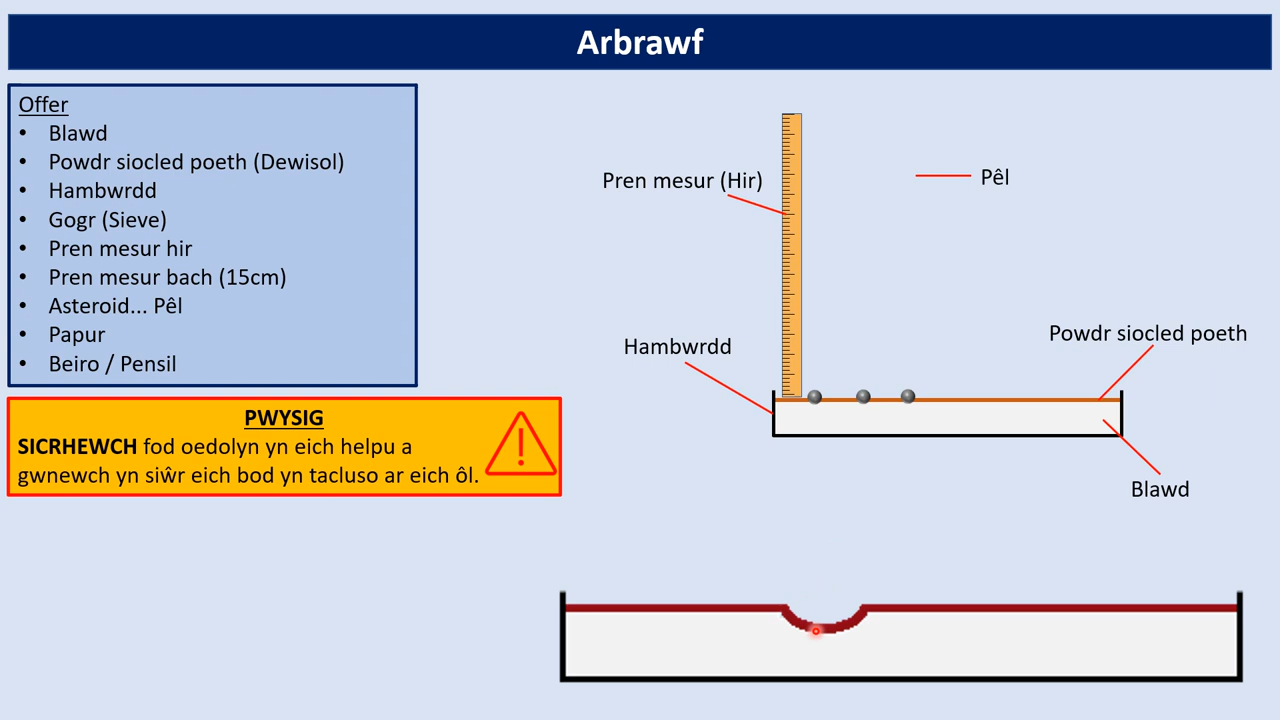 Arbrawf
Offer
• Blawd
• Powdr siocled poeth (Dewisol)
• Hambwrdd
• Gogr (Sieve)
• Pren mesur hir
• Pren mesur bach (15cm)
• Asteroid... Pêl
• Papur
• Beiro / Pensil
PWYSIG
SICRHEWCH fod oedolyn yn eich helpu a
gwnewch yn siŵr eich bod yn tacluso ar eich ôl.
Pren mesur (Hir)
Pêl
Hambwrdd
Powdr siocled poeth
Blawd